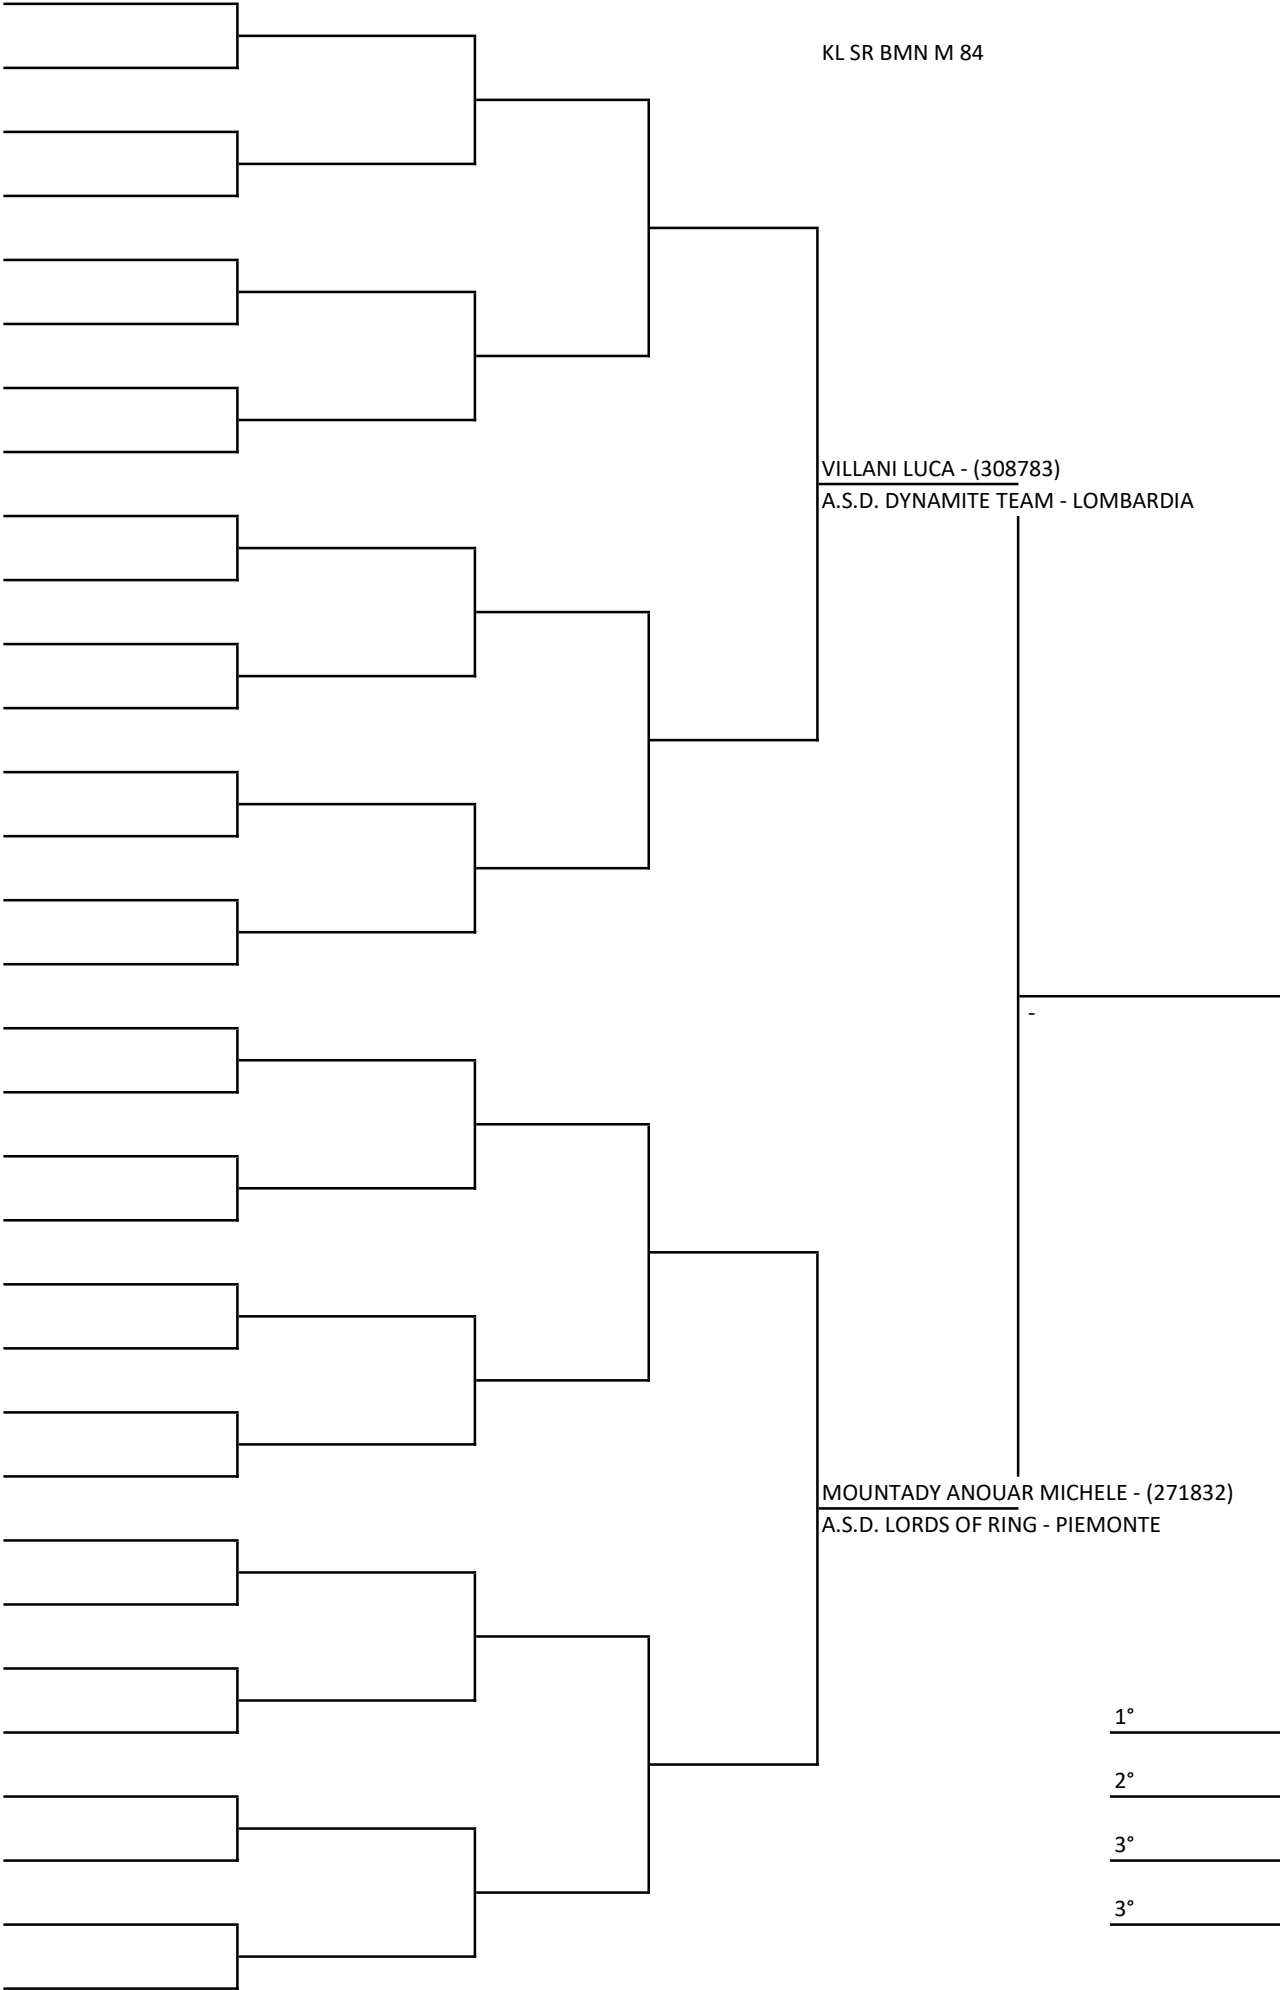 KL SR BMN M 84
VILLANI LUCA - (308783)
A.S.D. DYNAMITE TEAM - LOMBARDIA
-
MOUNTADY ANOUAR MICHELE - (271832)
A.S.D. LORDS OF RING - PIEMONTE
1°
2°
3°
3°